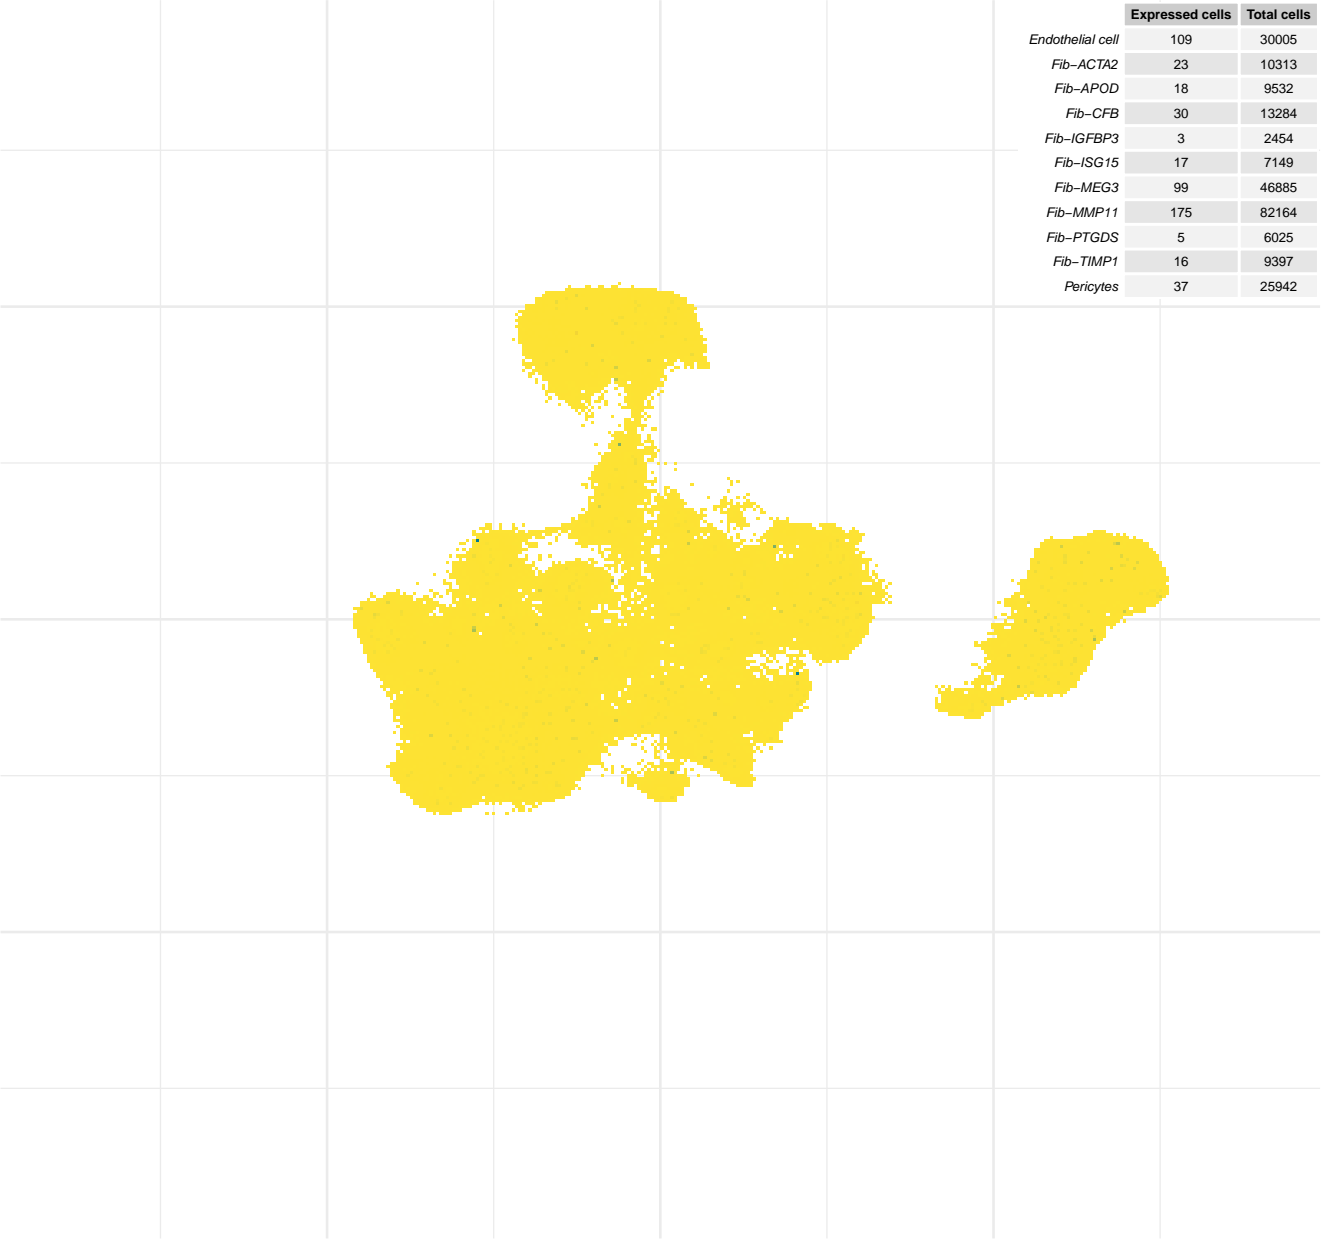 Expressed cells Total cells
Endothelial cell 109 30005
Fib−ACTA2 23 10313
Fib−APOD 18 9532
Fib−CFB 30 13284
Fib−IGFBP3 3 2454
Fib−ISG15 17 7149
Fib−MEG3 99 46885
Fib−MMP11 175 82164
Fib−PTGDS 5 6025
Fib−TIMP1 16 9397
Pericytes 37 25942